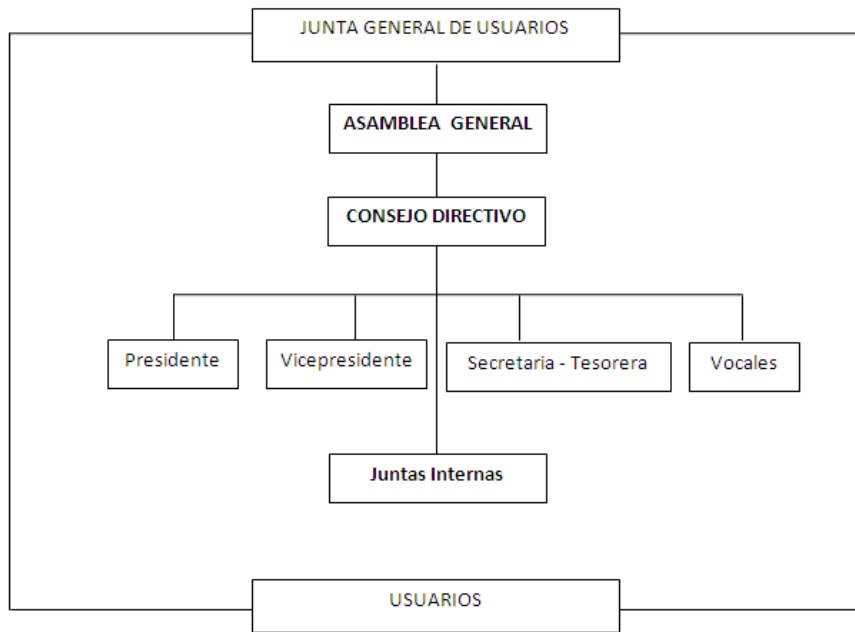 JUNTA GENERAL DE USUARIOS
ASAMBLEA GENERAL
CONSEJO DIRECTIVO
Presidente
Vicepresidente
Secretaria - Tesorera
Vocales
Juntas Internas
USUARIOS